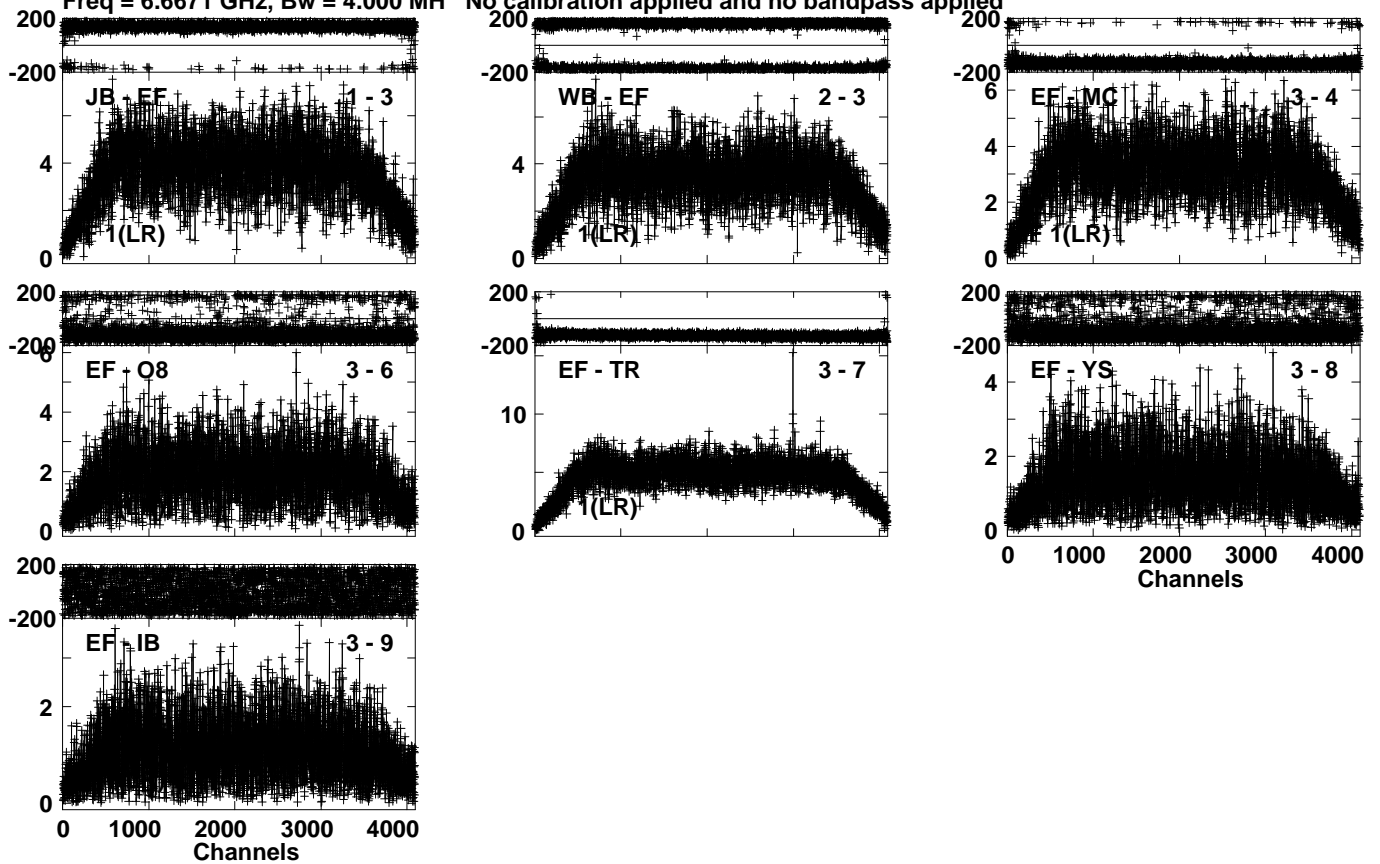 Freq = 6.6671 GHz, Bw = 4.000 MH No calibration applied and no bandpass applied
200
-200
JB - EF 1 - 3
4
0
1(LR)
200
-200
WB - EF 2 - 3
4
0
1(LR)
200
-200
EF - MC 3 - 4
6
4
2
0
1(LR)
200
-200
EF - O8 3 - 6
6
4
2
0
200
-200
EF - TR 3 - 7
10
0
1(LR)
200
-200
EF - YS 3 - 8
4
2
0
0 1000 2000 3000 4000
Channels
200
-200
EF - IB 3 - 9
2
0
0 1000 2000 3000 4000
Channels